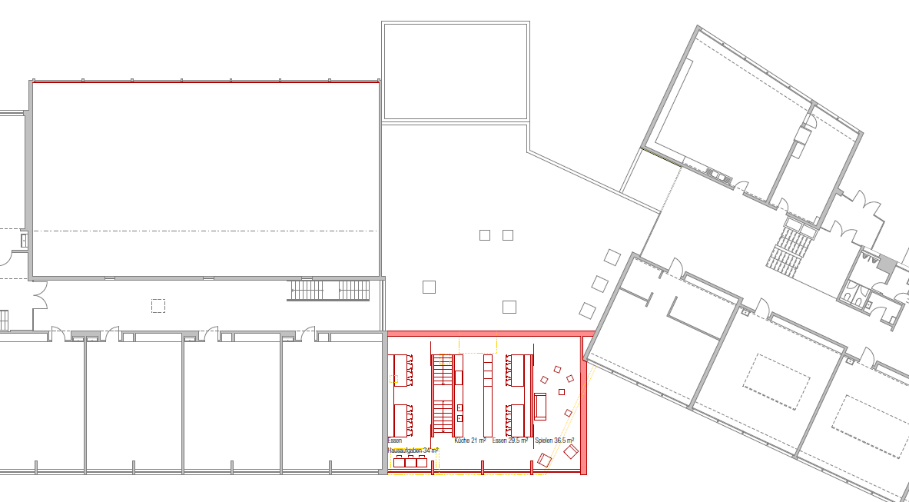 Essen
Hausaufgaben 34 m²
Küche 21 m²
Essen 29.5 m²
Spielen 36.5 m²